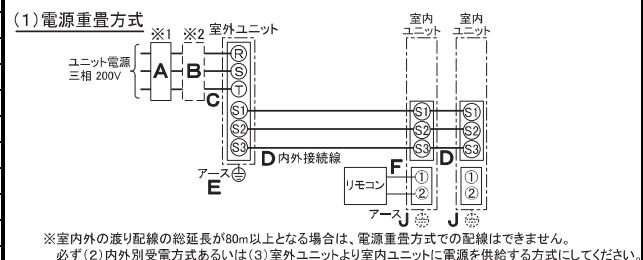 (1)電源重畳方式
※1 ※2 室外ユニット 室内ユニット 室内ユニット
ユニット電源
三相 200V
A B C
R
S
T
S1 S1 S1
S2 S2 S2
S3 S3 S3
D内外接続線 D
アース
E
リモコン F ① ①
② ②
アース J J
※室内外の渡り配線の総延長が80m以上となる場合は、電源重畳方式での配線はできません。
必ず(2)内外別受電方式あるいは(3)室外ユニットより室内ユニットに電源を供給する方式にしてください。